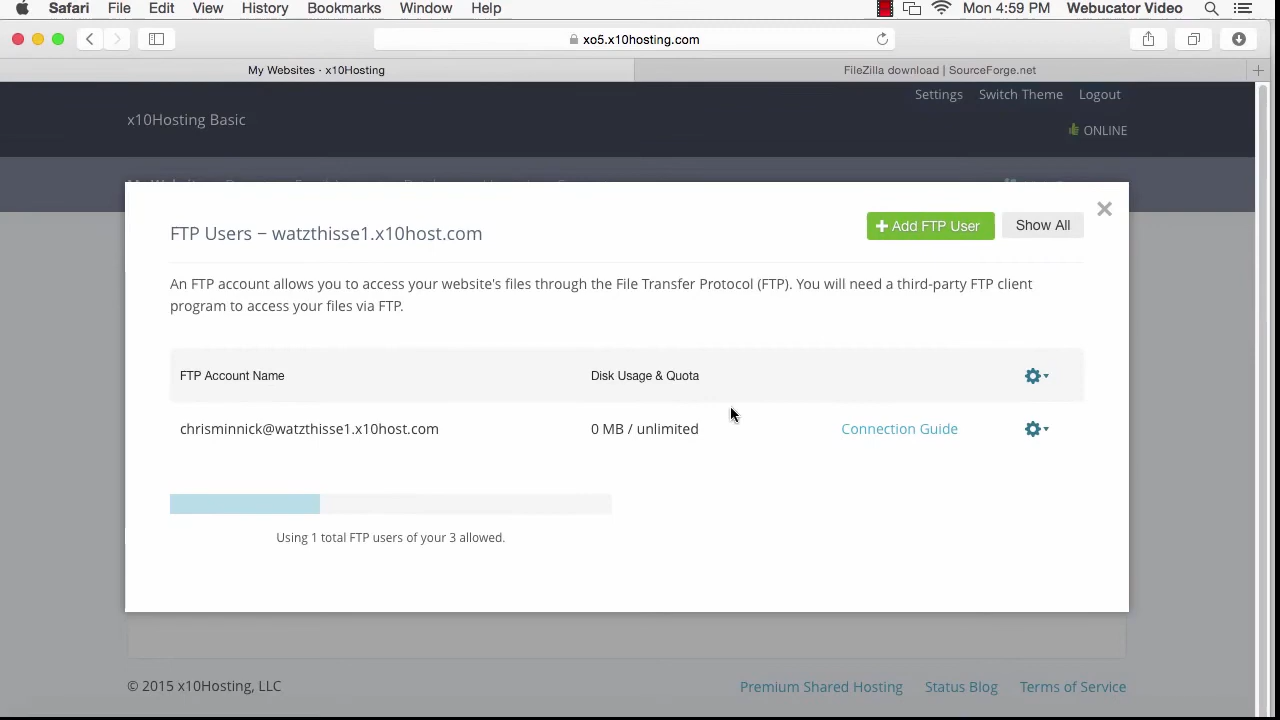 Safari File Edit View History Bookmarks Window Help Mon 4:59 PM Webucator Video
xo5.x10hosting.com
My Websites · x10Hosting FileZilla download | SourceForge.net
Settings Switch Theme Logout
x10Hosting Basic
ONLINE
FTP Users – watzthisse1.x10host.com
Add FTP User Show All
An FTP account allows you to access your website's files through the File Transfer Protocol (FTP). You will need a third-party FTP client
program to access your files via FTP.
FTP Account Name Disk Usage & Quota
chrisminnick@watzthisse1.x10host.com 0 MB / unlimited Connection Guide
Using 1 total FTP users of your 3 allowed.
© 2015 x10Hosting, LLC Premium Shared Hosting Status Blog Terms of Service